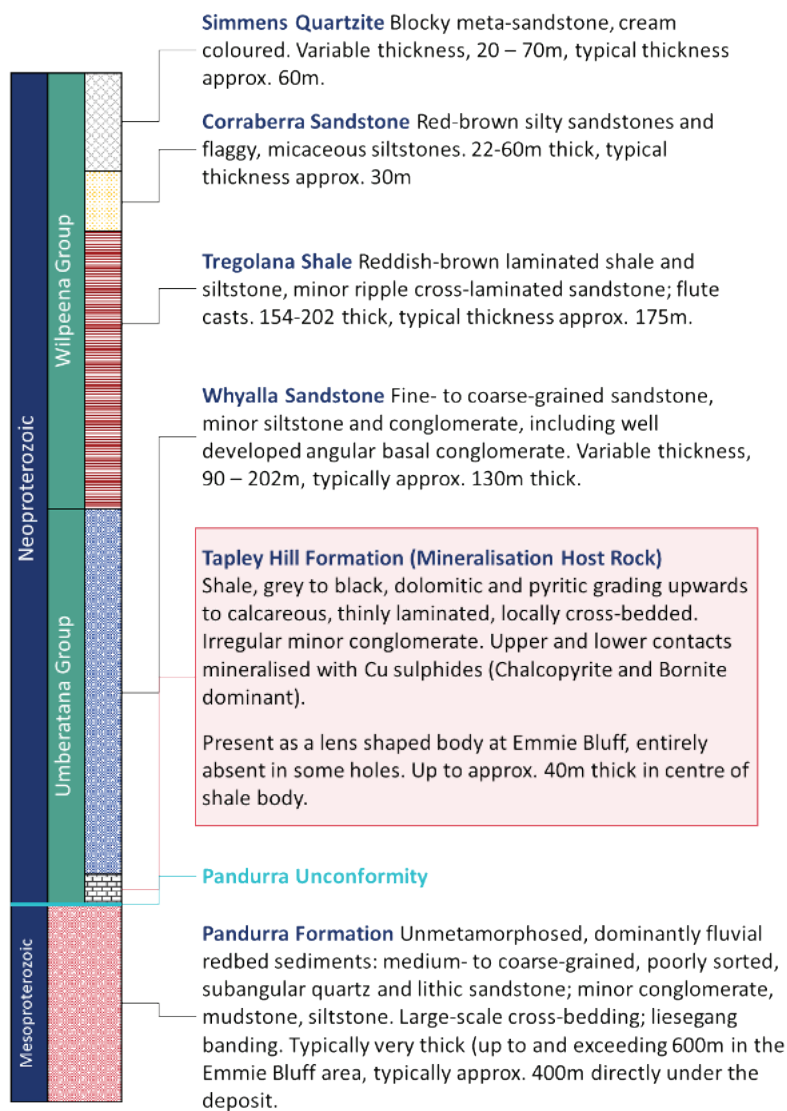 Simmens Quartzite Blocky meta-sandstone, cream
coloured. Variable thickness, 20 – 70m, typical thickness
approx. 60m.
Corraberra Sandstone Red-brown silty sandstones and
flaggy, micaceous siltstones. 22-60m thick, typical
thickness approx. 30m
Tregolana Shale Reddish-brown laminated shale and
siltstone, minor ripple cross-laminated sandstone; flute
casts. 154-202 thick, typical thickness approx. 175m.
Whyalla Sandstone Fine- to coarse-grained sandstone,
minor siltstone and conglomerate, including well
developed angular basal conglomerate. Variable thickness,
90 – 202m, typically approx. 130m thick.
Tapley Hill Formation (Mineralisation Host Rock)
Shale, grey to black, dolomitic and pyritic grading upwards
to calcareous, thinly laminated, locally cross-bedded.
Irregular minor conglomerate. Upper and lower contacts
mineralised with Cu sulphides (Chalcopyrite and Bornite
dominant).
Present as a lens shaped body at Emmie Bluff, entirely
absent in some holes. Up to approx. 40m thick in centre of
shale body.
Pandurra Unconformity
Pandurra Formation Unmetamorphosed, dominantly fluvial
redbed sediments: medium- to coarse-grained, poorly sorted,
subangular quartz and lithic sandstone; minor conglomerate,
mudstone, siltstone. Large-scale cross-bedding; liesegang
banding. Typically very thick (up to and exceeding 600m in the
Emmie Bluff area, typically approx. 400m directly under the
deposit.
Neoproterozoic
Mesoproterozoic
Wilpeena Group
Umberatana Group